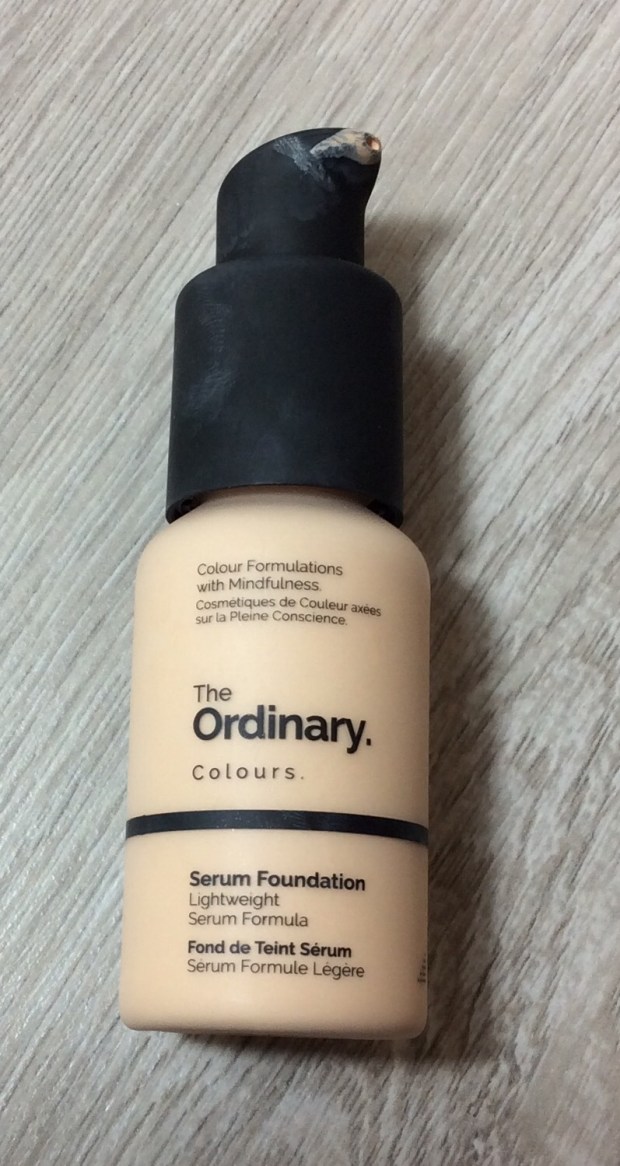 Colour Formulations
with Mindfulness.
Cosmétiques de Couleur axées
sur la Pleine Conscience.
The
Ordinary.
Colours.
Serum Foundation
Lightweight
Serum Formula
Fond de Teint Sérum
Sérum Formule Légère